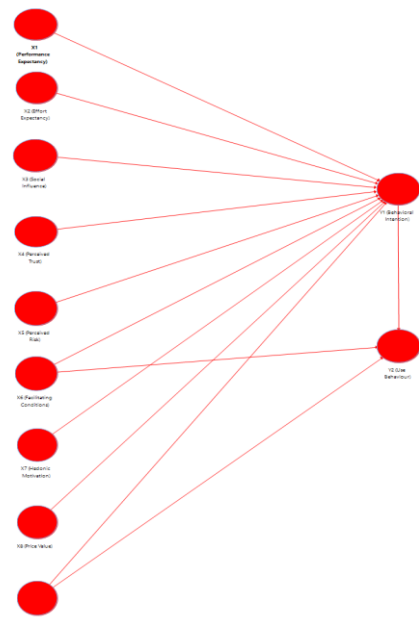 X1
(Performance
Expectancy)
X2 (Effort
Expectancy)
X3 (Social
Influence)
Y1 (Behavioral
Intention)
X4 (Perceived
Trust)
X5 (Perceived
Risk)
Y2 (Use
Behaviour)
X6 (Facilitating
Conditions)
X7 (Hedonic
Motivation)
X8 (Price Value)